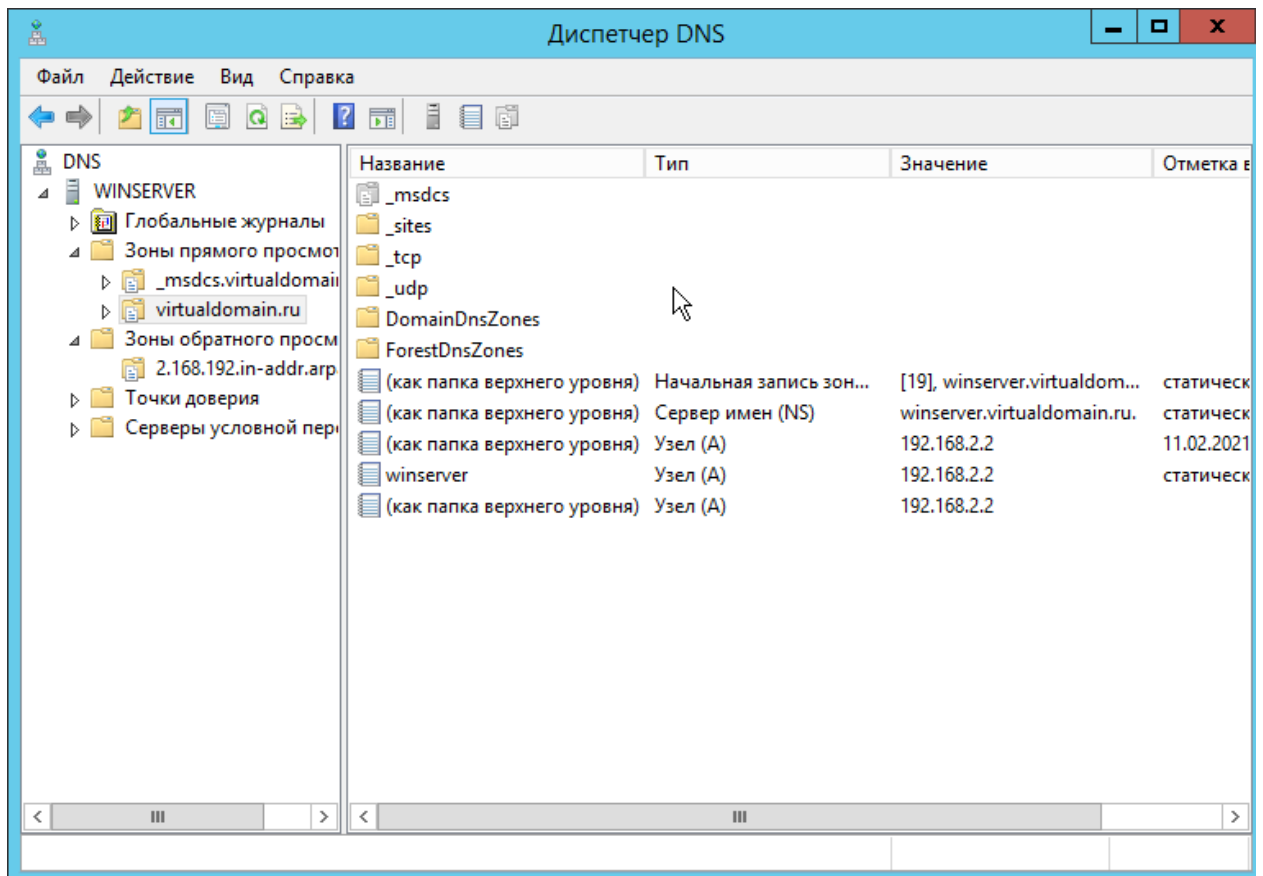 Диспетчер DNS
Файл Действие Вид Справка
DNS
WINSERVER
Глобальные журналы
Зоны прямого просмот
_msdcs.virtualdomai
virtualdomain.ru
Зоны обратного просм
2.168.192.in-addr.arp
Точки доверия
Серверы условной пер
Название Тип Значение Отметка в
_msdcs
_sites
_tcp
_udp
DomainDnsZones
ForestDnsZones
(как папка верхнего уровня) Начальная запись зон... [19], winserver.virtualdom... статическ
(как папка верхнего уровня) Сервер имен (NS) winserver.virtualdomain.ru. статическ
(как папка верхнего уровня) Узел (A) 192.168.2.2 11.02.2021
winserver Узел (A) 192.168.2.2 статическ
(как папка верхнего уровня) Узел (A) 192.168.2.2